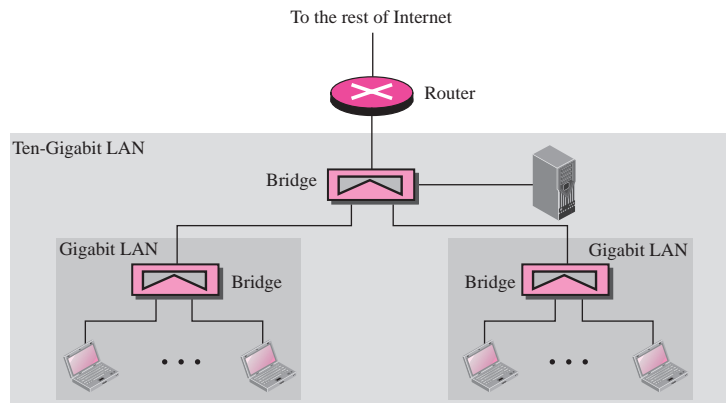 To the rest of Internet
Router
Ten-Gigabit LAN
Bridge
Gigabit LAN
Gigabit LAN
Bridge
Bridge